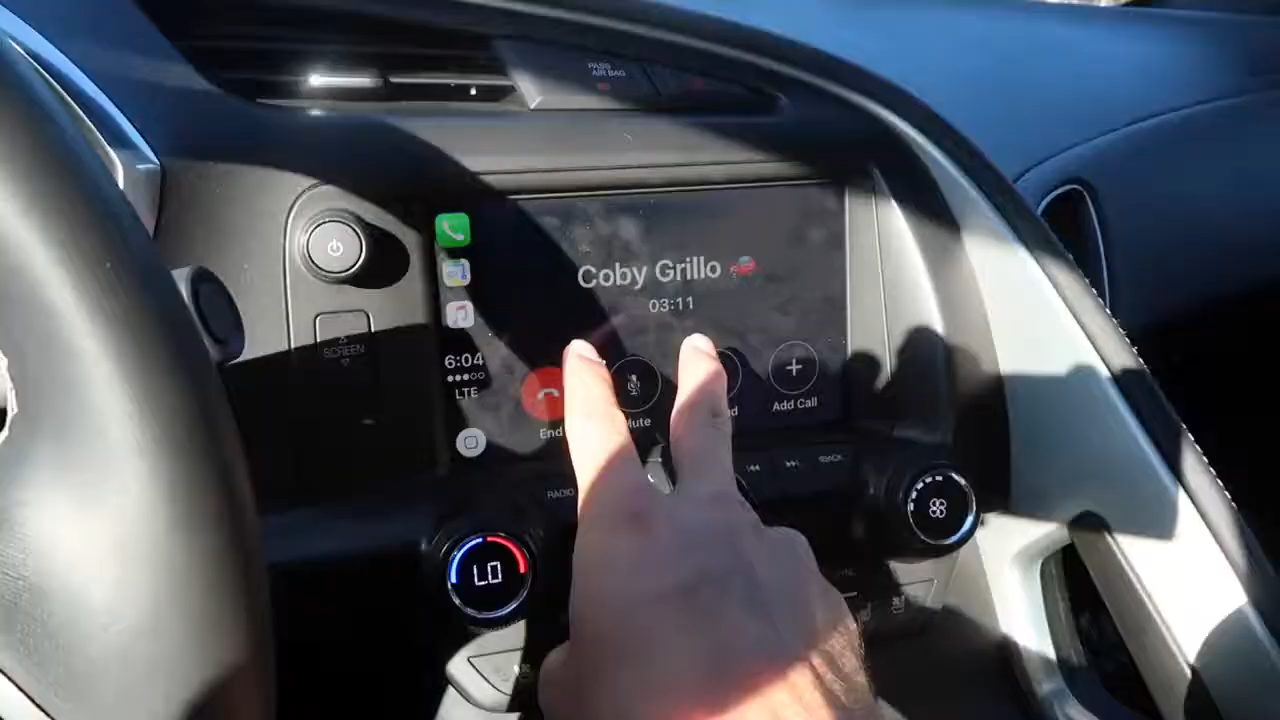 PASS
AIR BAG
Coby Grillo
03:11
SCREEN
6:04
LTE
End
Mute
Add Call
RADIO
BACK
LO